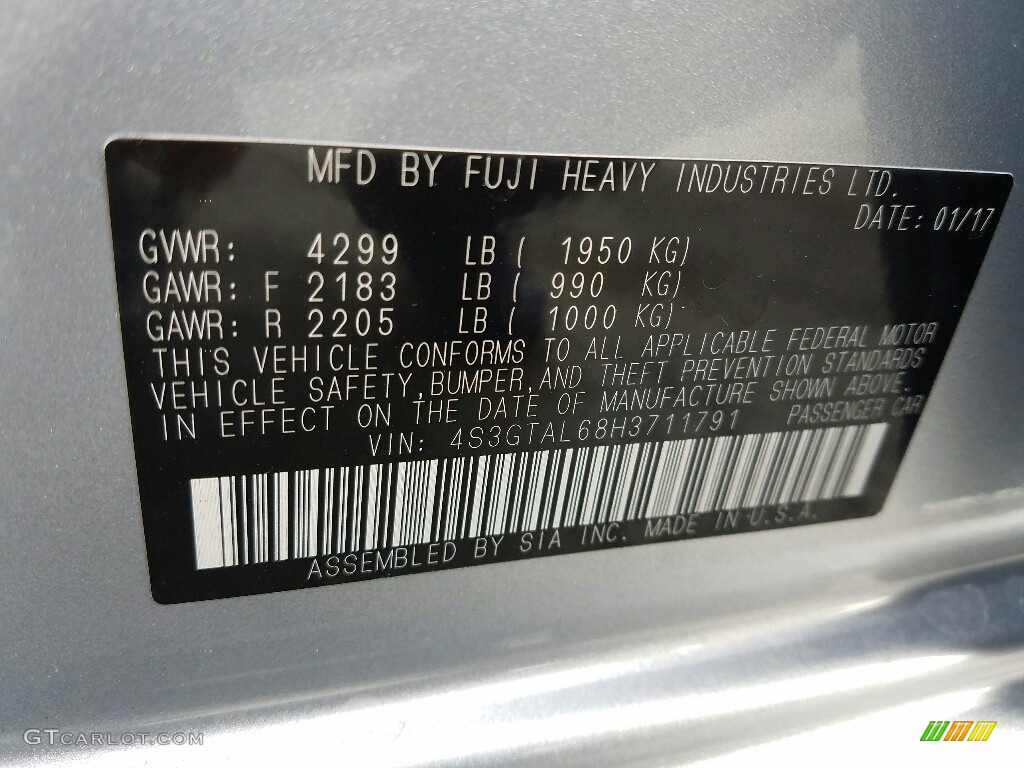 MFD BY FUJI HEAVY INDUSTRIES LTD.
DATE: 01/17
GVWR: 4299 LB ( 1950 KG)
GAWR: F 2183 LB ( 990 KG)
GAWR: R 2205 LB ( 1000 KG)
THIS VEHICLE CONFORMS TO ALL APPLICABLE FEDERAL MOTOR
VEHICLE SAFETY, BUMPER, AND THEFT PREVENTION STANDARDS
IN EFFECT ON THE DATE OF MANUFACTURE SHOWN ABOVE.
VIN: 4S3GTAL68H3711791 PASSENGER CAR
ASSEMBLED BY SIA INC. MADE IN U.S.A.
GTCarlot.com